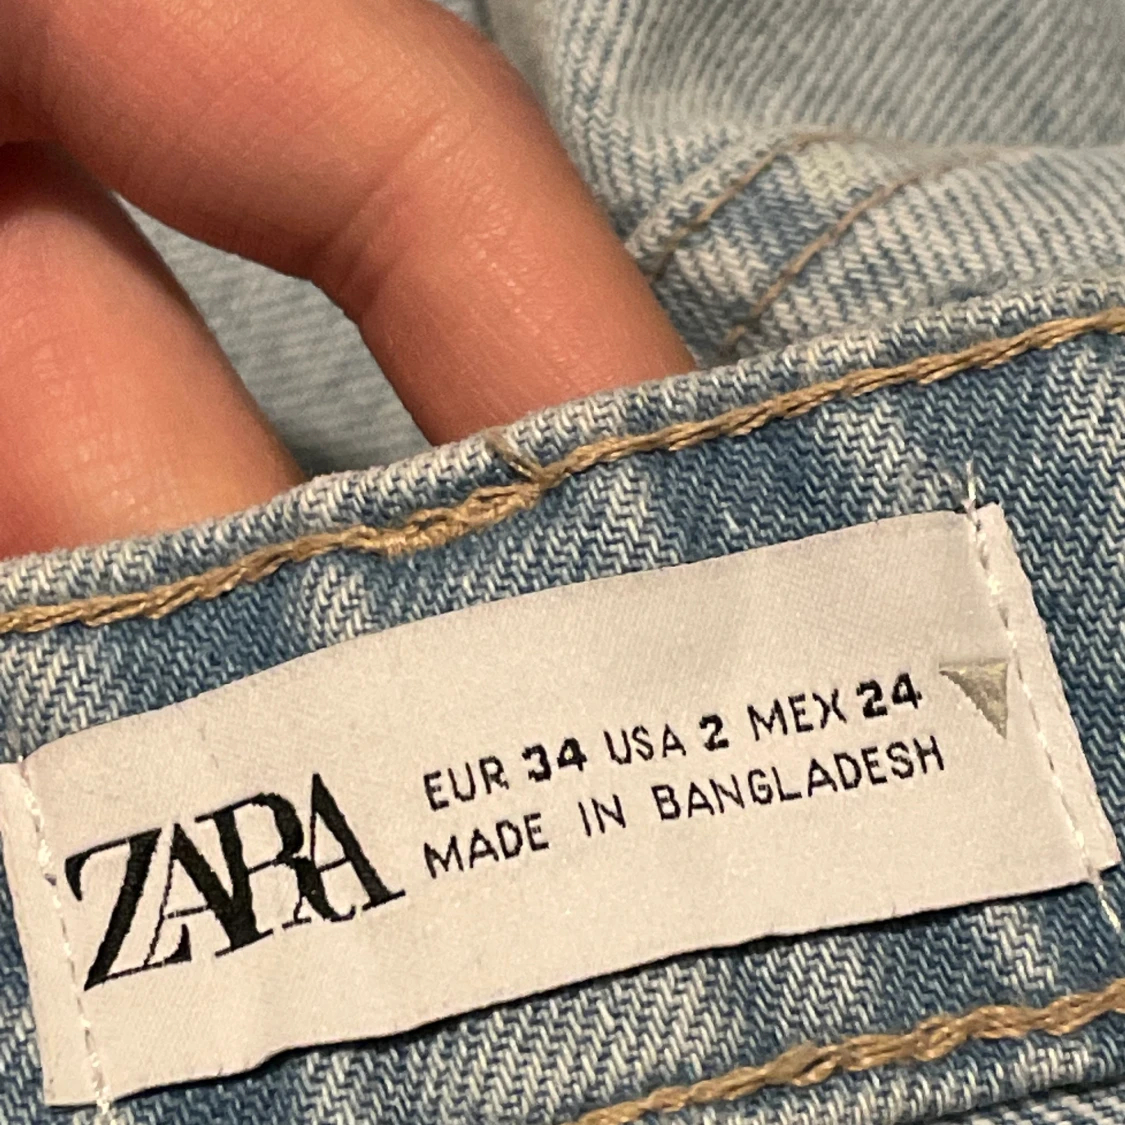 ZARA
EUR 34 USA 2 MEX 24
MADE IN BANGLADESH